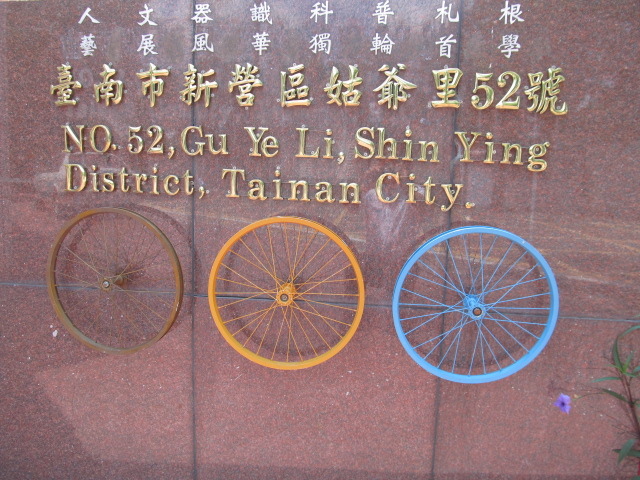 人文器識科普札根
藝展風華獨輪首學
臺南市新營區姑爺里52號
NO. 52, Gu Ye Li, Shin Ying
District, Tainan City.